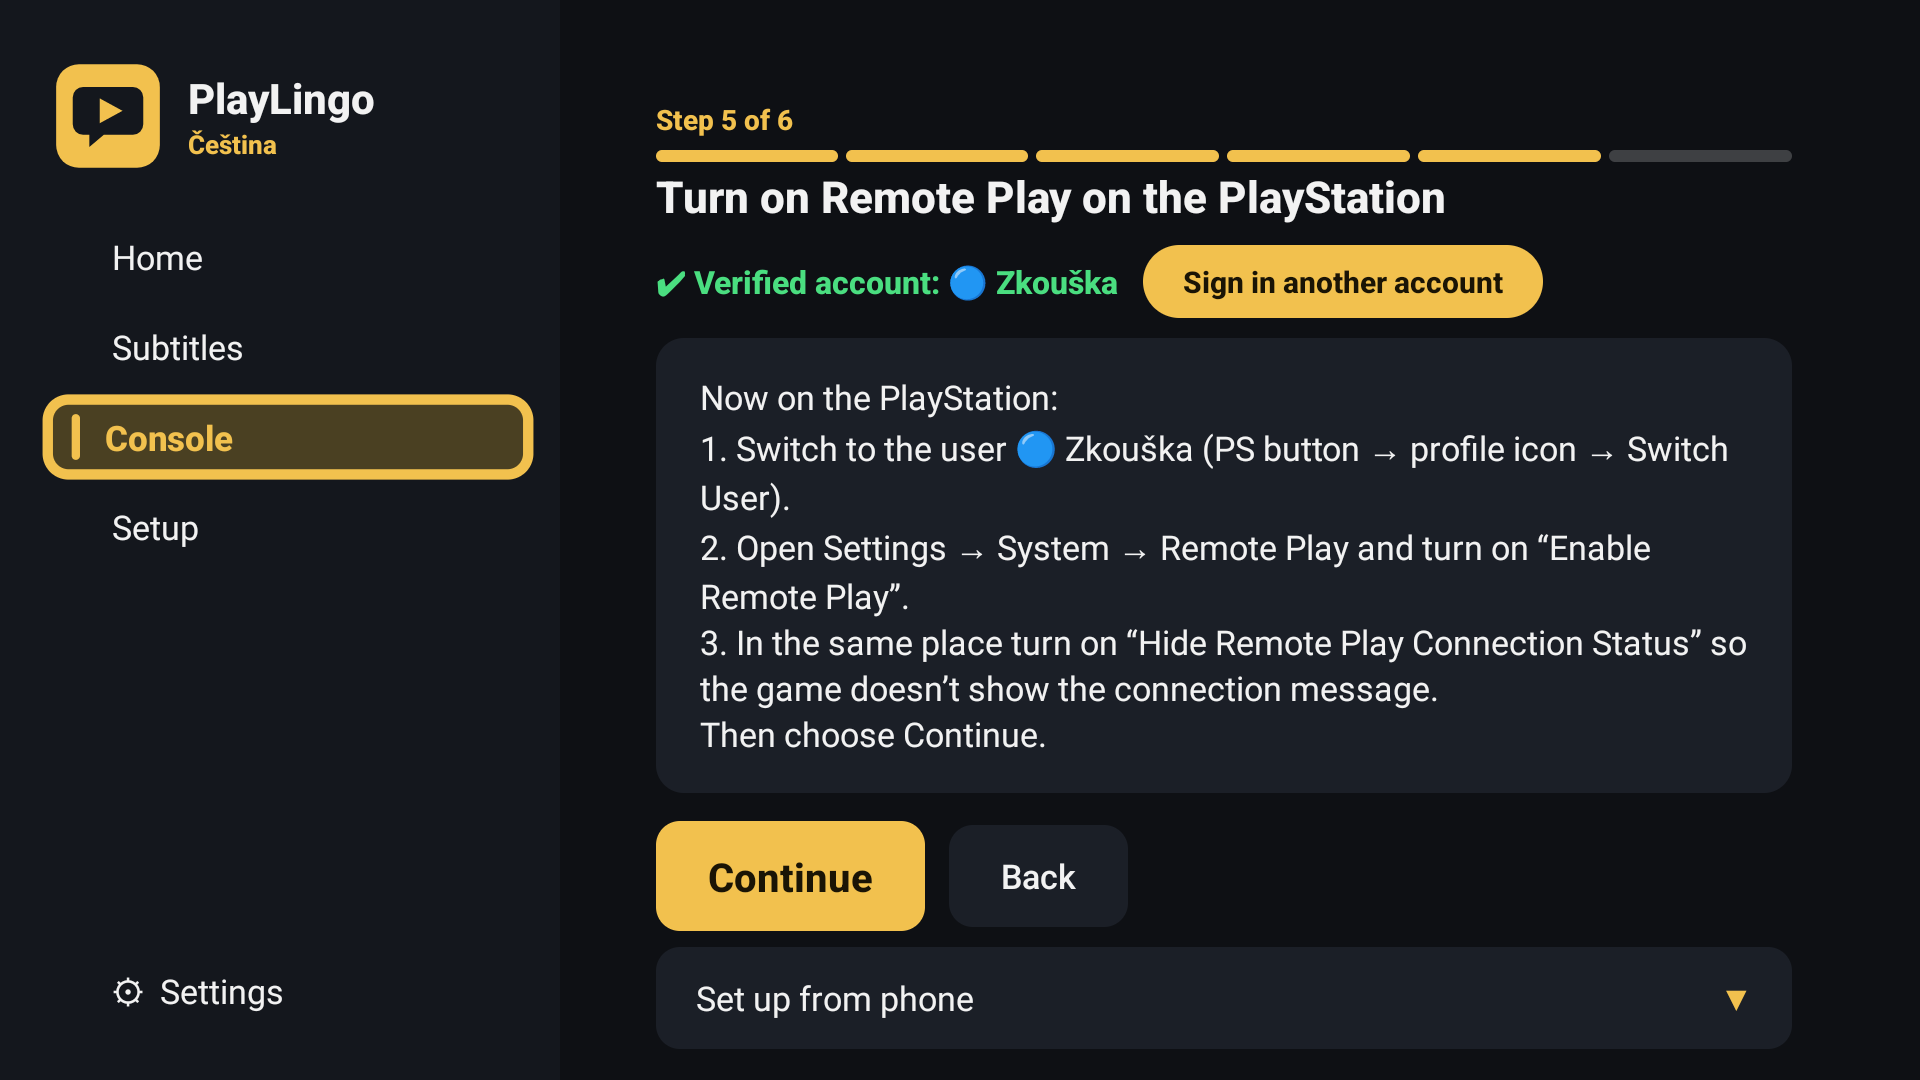 PlayLingo
Čeština
Home
Subtitles
Console
Setup
⚙ Settings
Step 5 of 6
Turn on Remote Play on the PlayStation
✔ Verified account: 🔵 Zkouška
Sign in another account
Now on the PlayStation:
1. Switch to the user 🔵 Zkouška (PS button → profile icon → Switch
User).
2. Open Settings → System → Remote Play and turn on “Enable
Remote Play”.
3. In the same place turn on “Hide Remote Play Connection Status” so
the game doesn’t show the connection message.
Then choose Continue.
Continue
Back
Set up from phone ▼